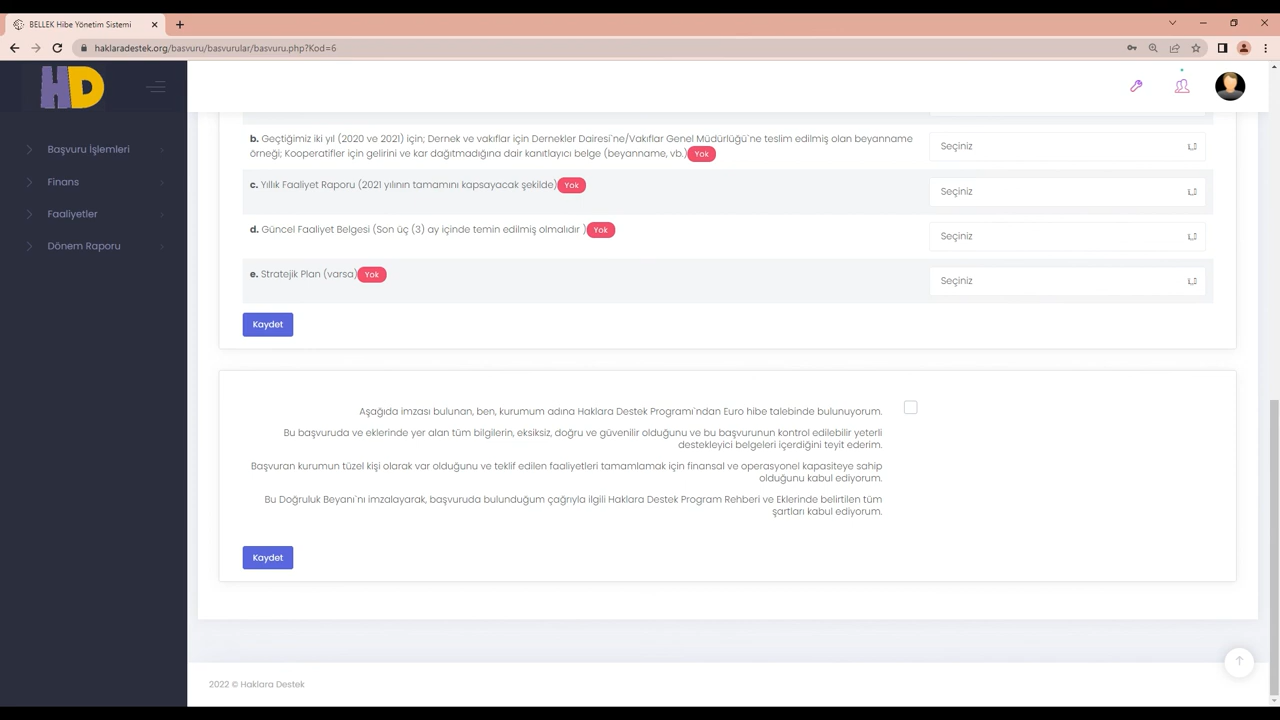 BELLEK Hibe Yönetim Sistemi
haklaradestek.org/basvuru/basvurular/basvuru.php?Kod=6
HD
Başvuru İşlemleri
Finans
Faaliyetler
Dönem Raporu
b. Geçtiğimiz iki yıl (2020 ve 2021) için; Dernek ve vakıflar için Dernekler Dairesi`ne/Vakıflar Genel Müdürlüğü`ne teslim edilmiş olan beyanname
örneği; Kooperatifler için gelirini ve kar dağıtmadığına dair kanıtlayıcı belge (beyanname, vb.) Yok
Seçiniz
c. Yıllık Faaliyet Raporu (2021 yılının tamamını kapsayacak şekilde) Yok
Seçiniz
d. Güncel Faaliyet Belgesi (Son üç (3) ay içinde temin edilmiş olmalıdır ) Yok
Seçiniz
e. Stratejik Plan (varsa) Yok
Seçiniz
Kaydet
Aşağıda imzası bulunan, ben, kurumum adına Haklara Destek Programı`ndan Euro hibe talebinde bulunuyorum.
Bu başvuruda ve eklerinde yer alan tüm bilgilerin, eksiksiz, doğru ve güvenilir olduğunu ve bu başvurunun kontrol edilebilir yeterli
destekleyici belgeleri içerdiğini teyit ederim.
Başvuran kurumun tüzel kişi olarak var olduğunu ve teklif edilen faaliyetleri tamamlamak için finansal ve operasyonel kapasiteye sahip
olduğunu kabul ediyorum.
Bu Doğruluk Beyanı`nı imzalayarak, başvuruda bulunduğum çağrıyla ilgili Haklara Destek Program Rehberi ve Eklerinde belirtilen tüm
şartları kabul ediyorum.
Kaydet
2022 © Haklara Destek